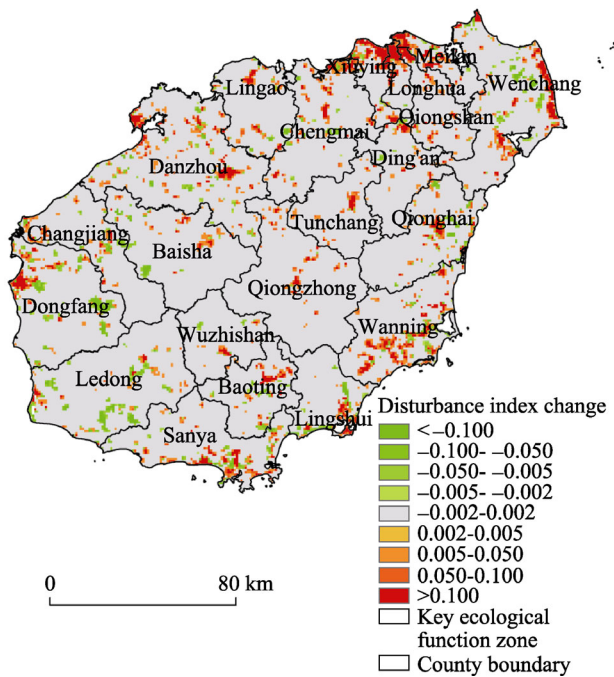 Meilan
Xiuying
Lingao
Longhua
Wenchang
Chengmai
Qiongshan
Danzhou
Ding'an
Tunchang
Qionghai
Changjiang
Baisha
Qiongzhong
Dongfang
Wuzhishan
Wanning
Ledong
Baoting
Lingshui
Sanya
Disturbance index change
<–0.100
–0.100- –0.050
–0.050- –0.005
–0.005- –0.002
–0.002-0.002
0.002-0.005
0.005-0.050
0.050-0.100
>0.100
Key ecological
function zone
County boundary
0 80 km